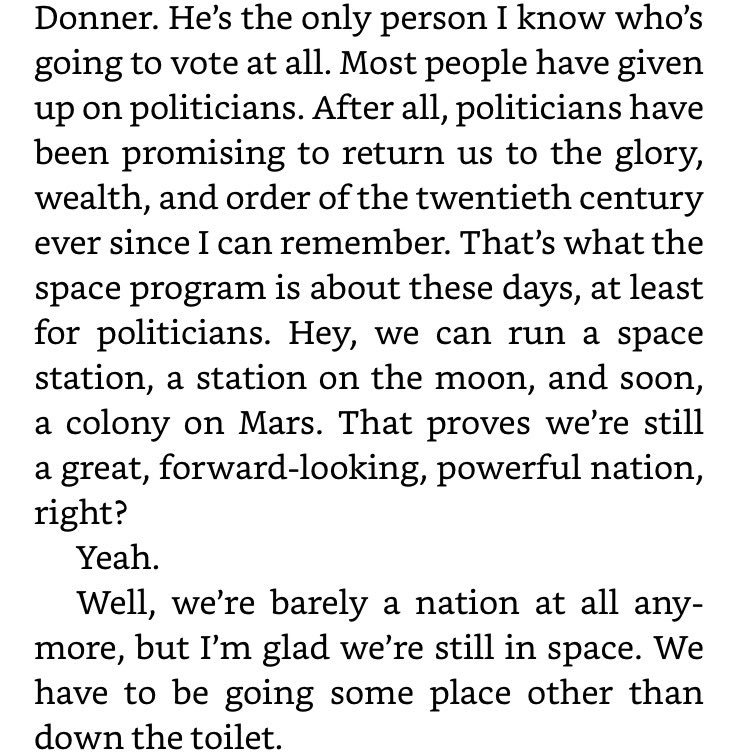 Donner. He’s the only person I know who’s
going to vote at all. Most people have given
up on politicians. After all, politicians have
been promising to return us to the glory,
wealth, and order of the twentieth century
ever since I can remember. That’s what the
space program is about these days, at least
for politicians. Hey, we can run a space
station, a station on the moon, and soon,
a colony on Mars. That proves we’re still
a great, forward-looking, powerful nation,
right?
Yeah.
Well, we’re barely a nation at all any-
more, but I’m glad we’re still in space. We
have to be going some place other than
down the toilet.